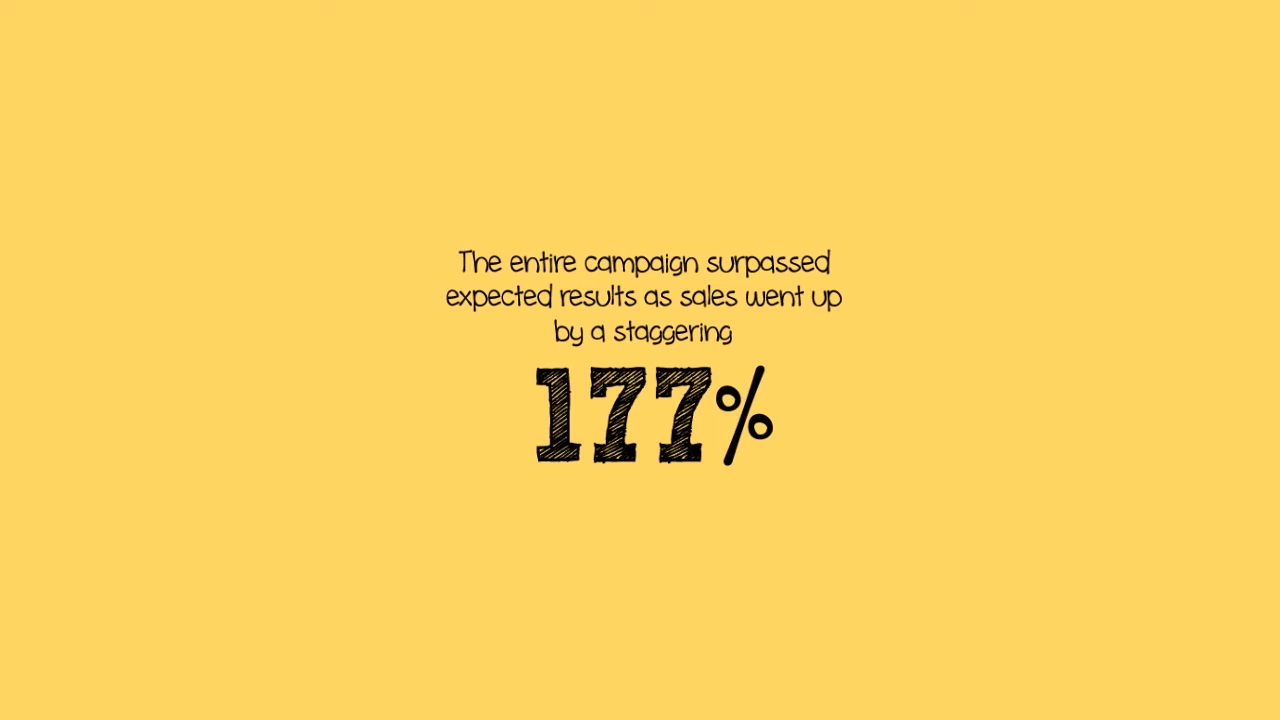 The entire campaign surpassed
expected results as sales went up
by a staggering
177%